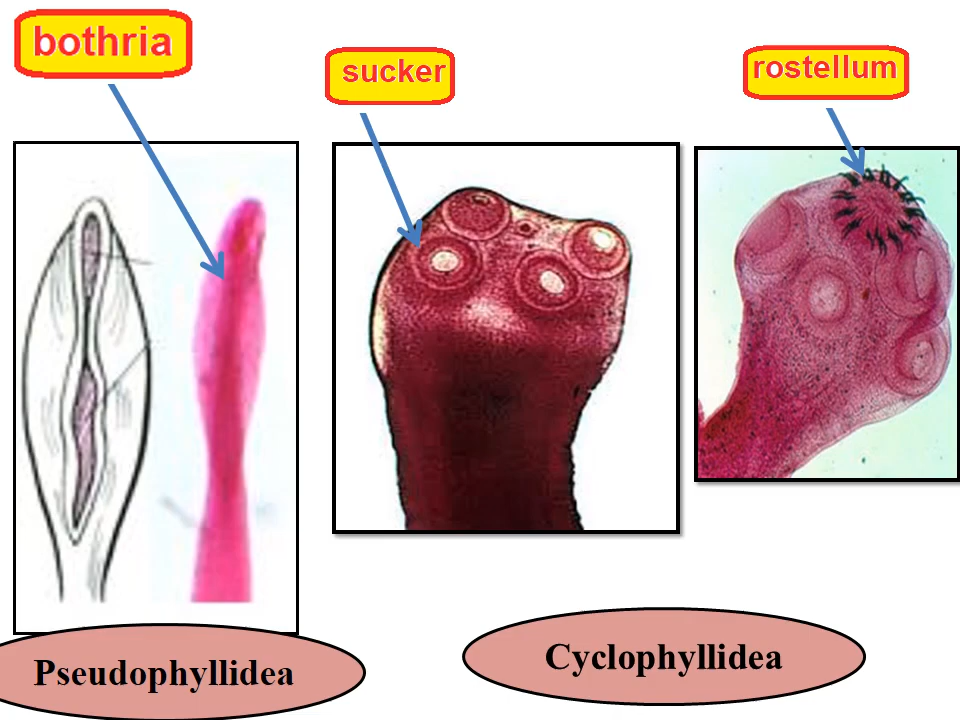 bothria
sucker
rostellum
Pseudophyllidea
Cyclophyllidea